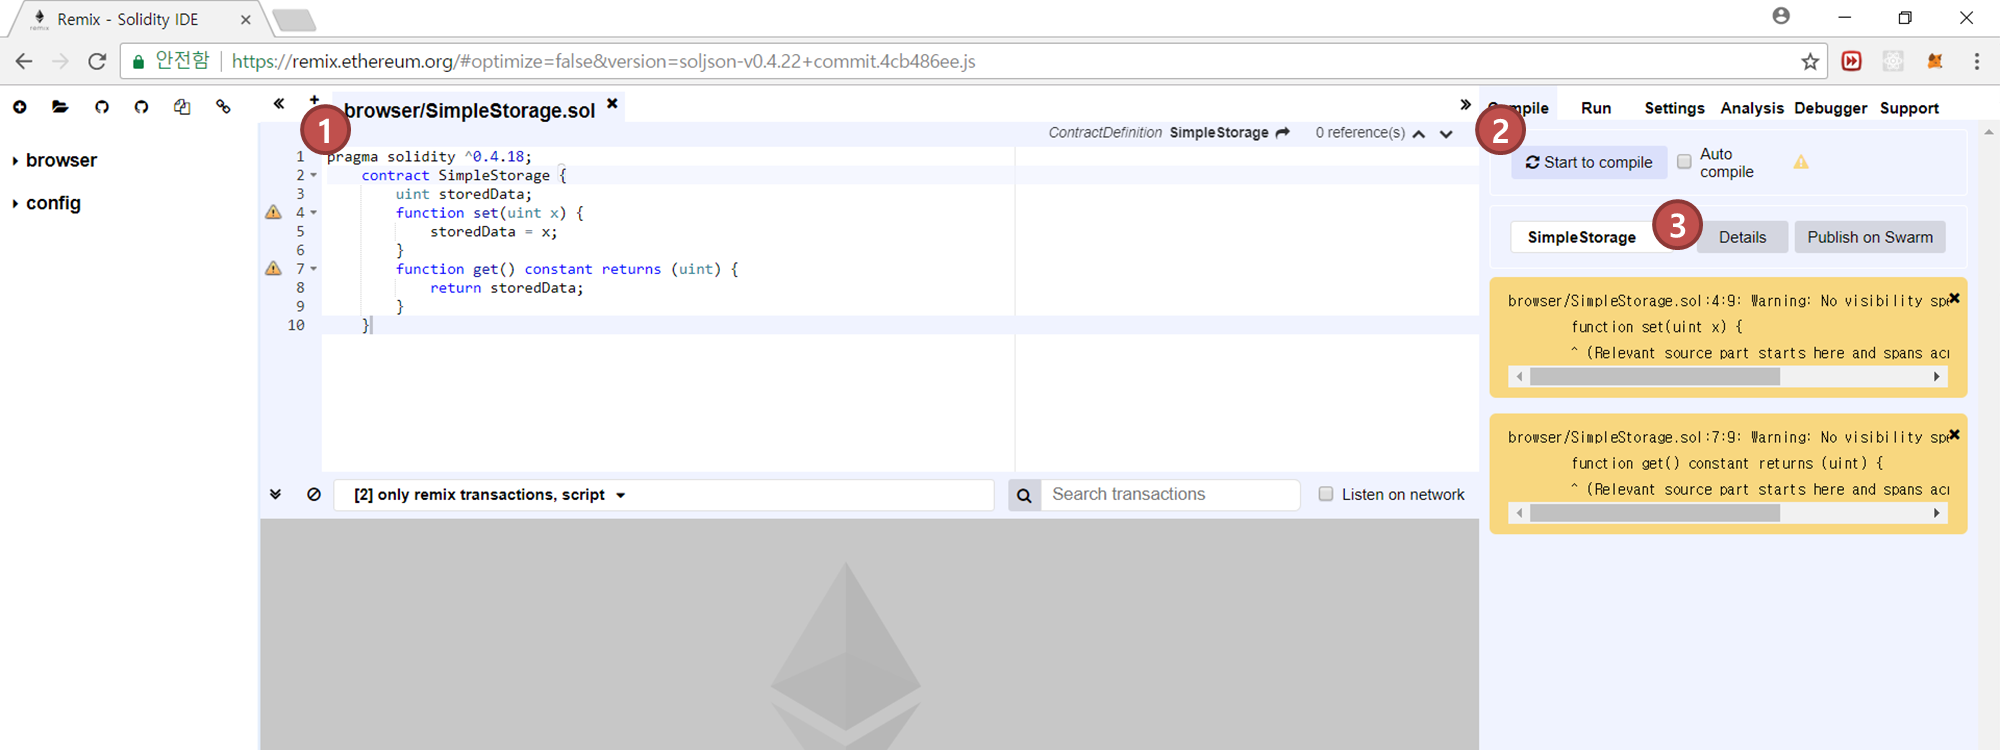 Remix - Solidity IDE
안전함 https://remix.ethereum.org/#optimize=false&version=soljson-v0.4.22+commit.4cb486ee.js
browser
config
browser/SimpleStorage.sol
1
ContractDefinition SimpleStorage 0 reference(s)
1 pragma solidity ^0.4.18;
2 contract SimpleStorage {
3 uint storedData;
4 function set(uint x) {
5 storedData = x;
6 }
7 function get() constant returns (uint) {
8 return storedData;
9 }
10 }
[2] only remix transactions, script
Search transactions
Listen on network
Compile Run Settings Analysis Debugger Support
2
Start to compile
Auto
compile
SimpleStorage
3
Details
Publish on Swarm
browser/SimpleStorage.sol:4:9: Warning: No visibility spe
function set(uint x) {
^ (Relevant source part starts here and spans acr
browser/SimpleStorage.sol:7:9: Warning: No visibility spe
function get() constant returns (uint) {
^ (Relevant source part starts here and spans acr